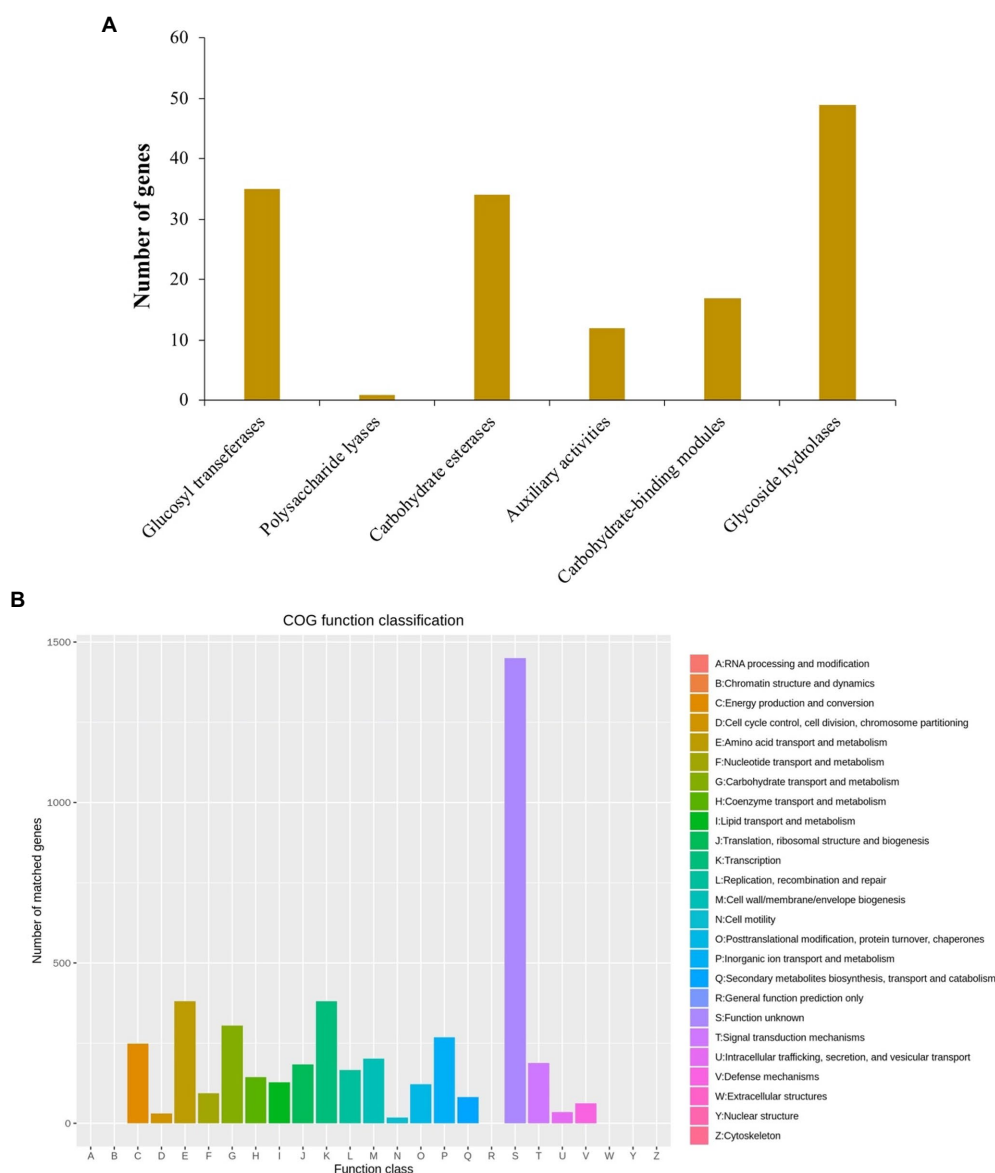 A
60
50
40
30
20
10
0
Number of genes
Glucosyl transeferases
Polysaccharide lyases
Carbohydrate esterases
Auxiliary activities
Carbohydrate-binding modules
Glycoside hydrolases
B
COG function classification
1500
1000
500
0
Number of matched genes
A B C D E F G H I J K L M N O P Q R S T U V W Y Z
Function class
A:RNA processing and modification
B:Chromatin structure and dynamics
C:Energy production and conversion
D:Cell cycle control, cell division, chromosome partitioning
E:Amino acid transport and metabolism
F:Nucleotide transport and metabolism
G:Carbohydrate transport and metabolism
H:Coenzyme transport and metabolism
I:Lipid transport and metabolism
J:Translation, ribosomal structure and biogenesis
K:Transcription
L:Replication, recombination and repair
M:Cell wall/membrane/envelope biogenesis
N:Cell motility
O:Posttranslational modification, protein turnover, chaperones
P:Inorganic ion transport and metabolism
Q:Secondary metabolites biosynthesis, transport and catabolism
R:General function prediction only
S:Function unknown
T:Signal transduction mechanisms
U:Intracellular trafficking, secretion, and vesicular transport
V:Defense mechanisms
W:Extracellular structures
Y:Nuclear structure
Z:Cytoskeleton